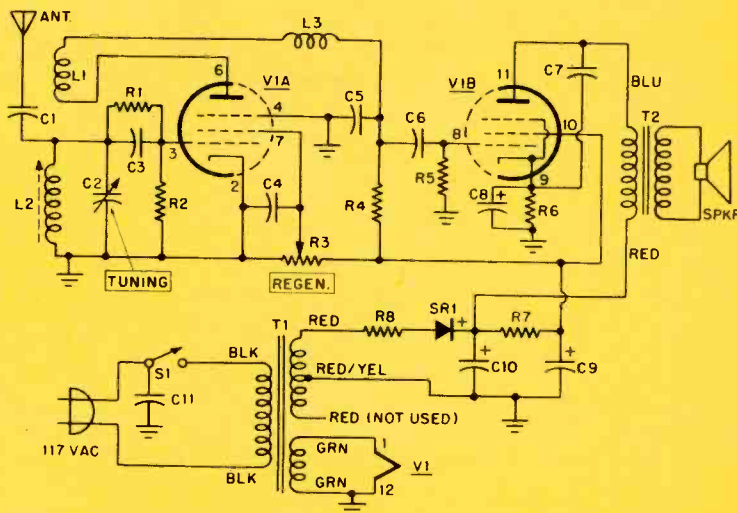 ANT.
L3
L1
6
V1A
11
V1B
C7
BLU
T2
R1
4
C5
C6
10
C1
7
8
3
C3
2
R5
9
C8 +
R6
SPKR
L2
C2
R2
C4
R4
R3
RED
TUNING
REGEN.
T1
RED
R8
SR1
+
R7
S1
BLK
RED/YEL
+
C10
+
C9
C11
RED (NOT USED)
117 VAC
GRN
1
V1
BLK
GRN
12